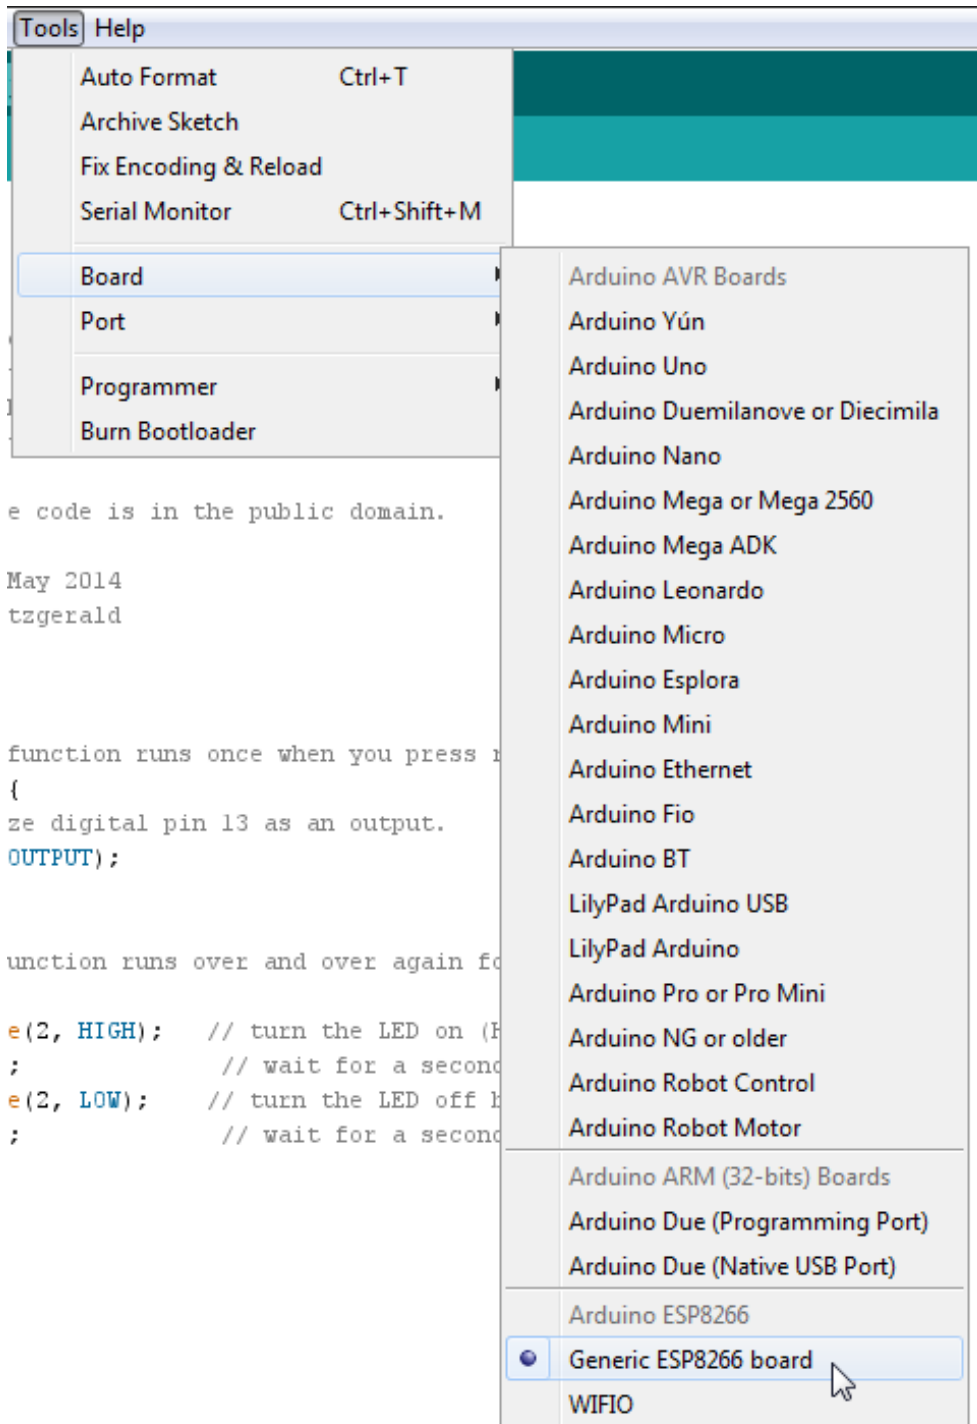 Tools Help
Auto Format Ctrl+T
Archive Sketch
Fix Encoding & Reload
Serial Monitor Ctrl+Shift+M
Board
Port
Programmer
Burn Bootloader
Arduino AVR Boards
Arduino Yún
Arduino Uno
Arduino Duemilanove or Diecimila
Arduino Nano
Arduino Mega or Mega 2560
Arduino Mega ADK
Arduino Leonardo
Arduino Micro
Arduino Esplora
Arduino Mini
Arduino Ethernet
Arduino Fio
Arduino BT
LilyPad Arduino USB
LilyPad Arduino
Arduino Pro or Pro Mini
Arduino NG or older
Arduino Robot Control
Arduino Robot Motor
Arduino ARM (32-bits) Boards
Arduino Due (Programming Port)
Arduino Due (Native USB Port)
Arduino ESP8266
Generic ESP8266 board
WIFIO
e code is in the public domain.
May 2014
tzgerald
function runs once when you press
{
ze digital pin 13 as an output.
OUTPUT);
unction runs over and over again fo
e(2, HIGH); // turn the LED on (H
; // wait for a second
e(2, LOW); // turn the LED off b
; // wait for a second